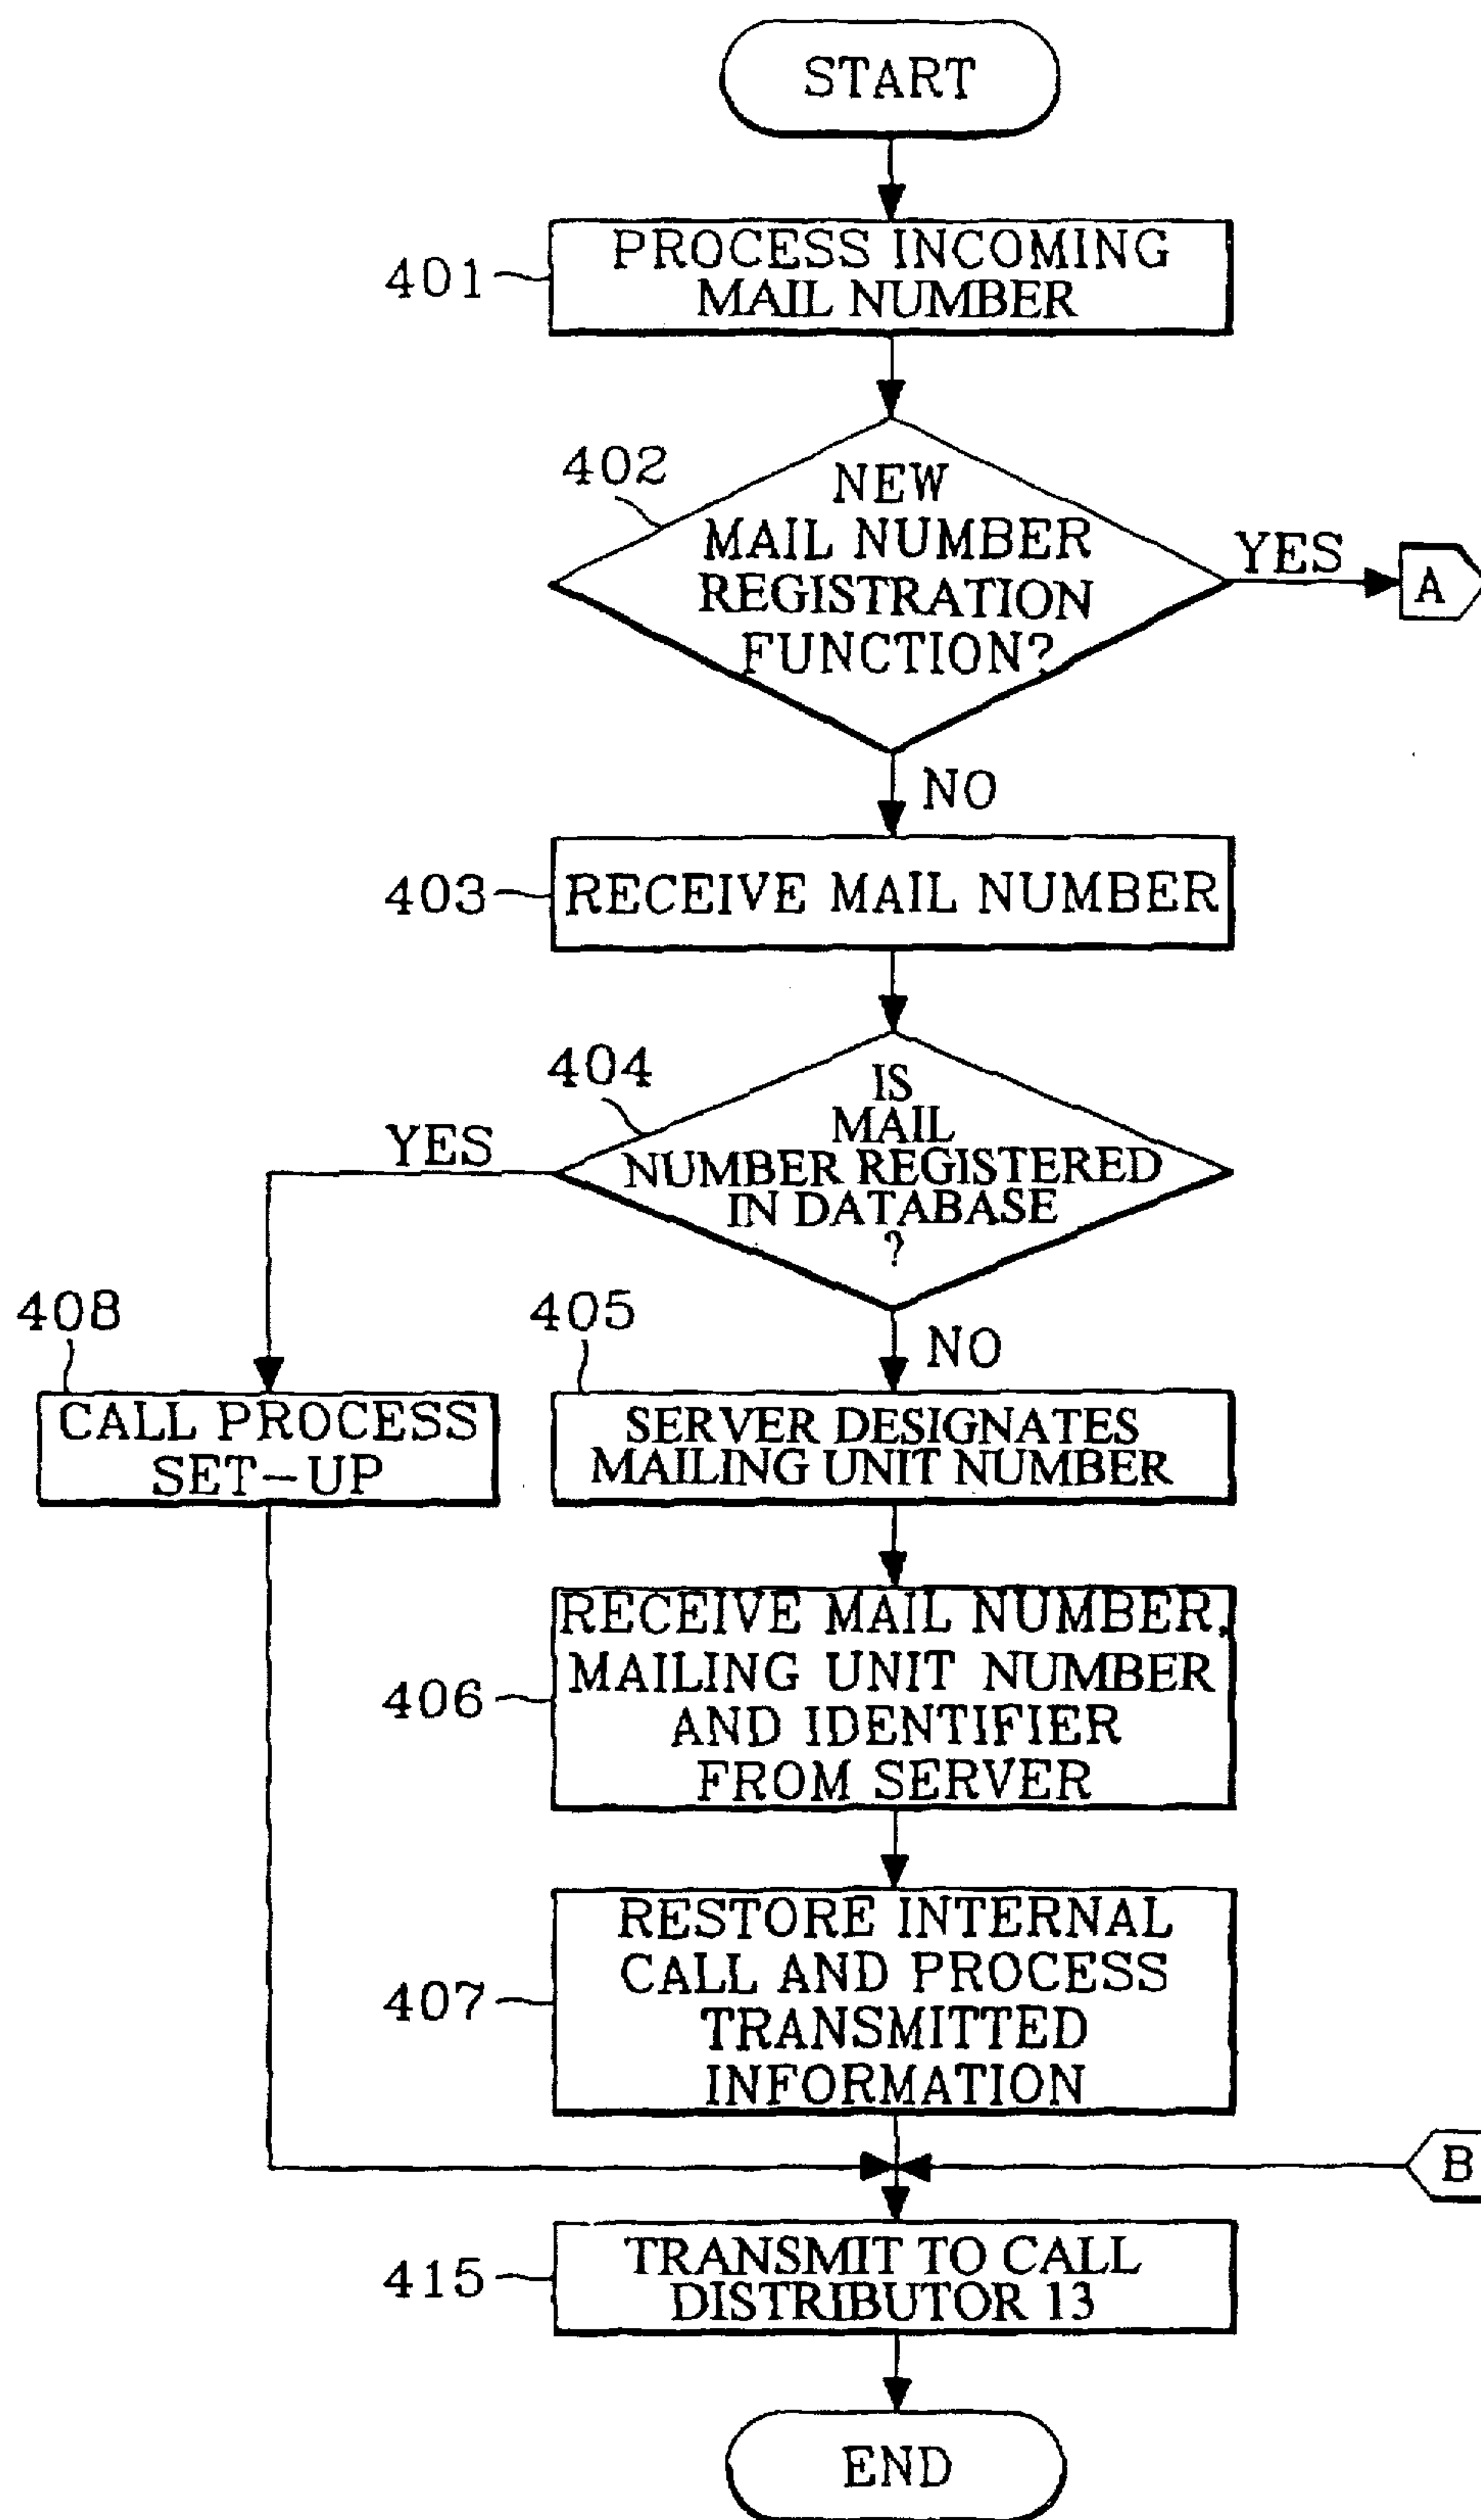 START
401
PROCESS INCOMING
MAIL NUMBER
402
NEW
MAIL NUMBER
REGISTRATION
FUNCTION?
YES
A
NO
403
RECEIVE MAIL NUMBER
404
IS
MAIL
NUMBER REGISTERED
IN DATABASE
?
YES
NO
408
CALL PROCESS
SET-UP
405
SERVER DESIGNATES
MAILING UNIT NUMBER
406
RECEIVE MAIL NUMBER,
MAILING UNIT NUMBER
AND IDENTIFIER
FROM SERVER
407
RESTORE INTERNAL
CALL AND PROCESS
TRANSMITTED
INFORMATION
B
415
TRANSMIT TO CALL
DISTRIBUTOR 13
END